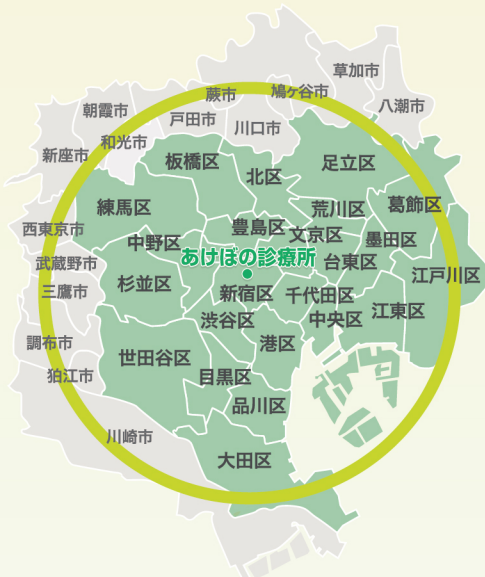 草加市
蕨市
鳩ヶ谷市
八潮市
朝霞市
戸田市
川口市
和光市
新座市
板橋区
北区
足立区
練馬区
荒川区
葛飾区
西東京市
中野区
豊島区
文京区
墨田区
武蔵野市
あけぼの診療所
台東区
江戸川区
三鷹市
杉並区
新宿区
千代田区
渋谷区
中央区
江東区
調布市
世田谷区
港区
狛江市
目黒区
品川区
川崎市
大田区